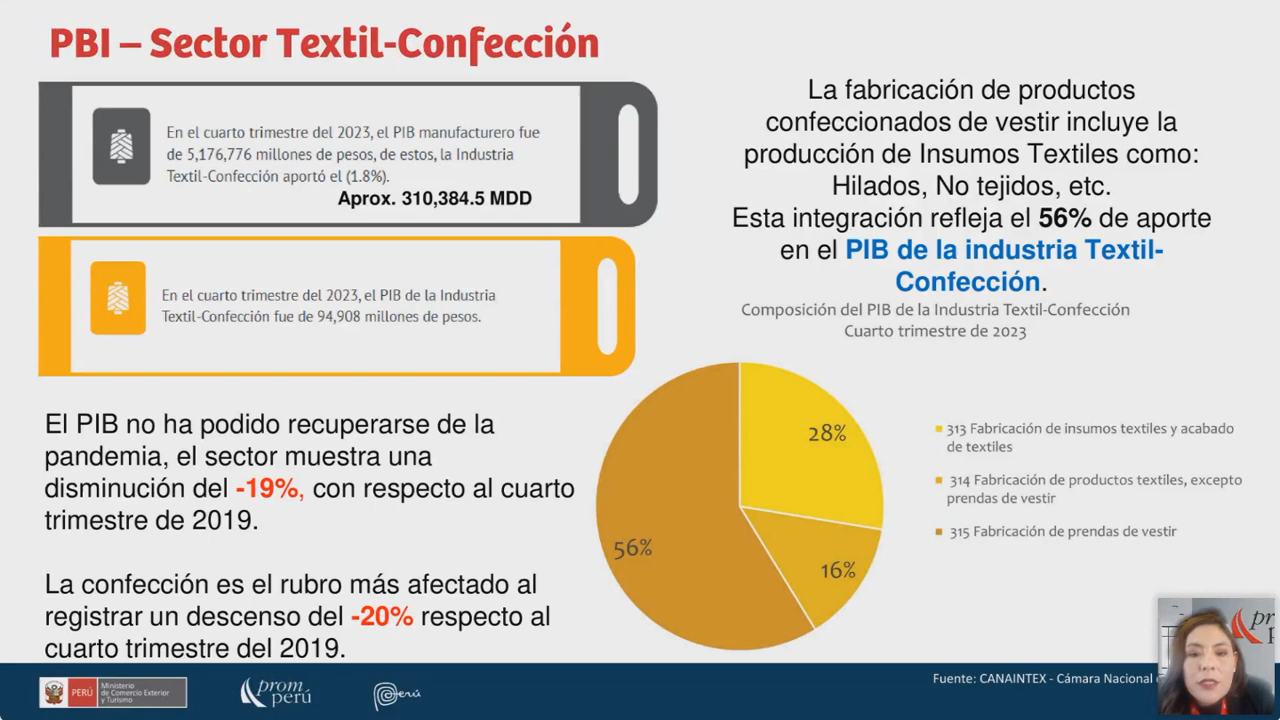 PBI – Sector Textil-Confección
En el cuarto trimestre del 2023, el PIB manufacturero fue
de 5,176,776 millones de pesos, de estos, la Industria
Textil-Confección aportó el (1.8%).
Aprox. 310,384.5 MDD
En el cuarto trimestre del 2023, el PIB de la Industria
Textil-Confección fue de 94,908 millones de pesos.
El PIB no ha podido recuperarse de la
pandemia, el sector muestra una
disminución del -19%, con respecto al cuarto
trimestre de 2019.
La confección es el rubro más afectado al
registrar un descenso del -20% respecto al
cuarto trimestre del 2019.
La fabricación de productos
confeccionados de vestir incluye la
producción de Insumos Textiles como:
Hilados, No tejidos, etc.
Esta integración refleja el 56% de aporte
en el PIB de la industria Textil-
Confección.
Composición del PIB de la Industria Textil-Confección
Cuarto trimestre de 2023
28%
16%
56%
313 Fabricación de insumos textiles y acabado
de textiles
314 Fabricación de productos textiles, excepto
prendas de vestir
315 Fabricación de prendas de vestir
PERÚ
Ministerio
de Comercio Exterior
y Turismo
prom
perú
Perú
Fuente: CANAINTEX - Cámara Nacional